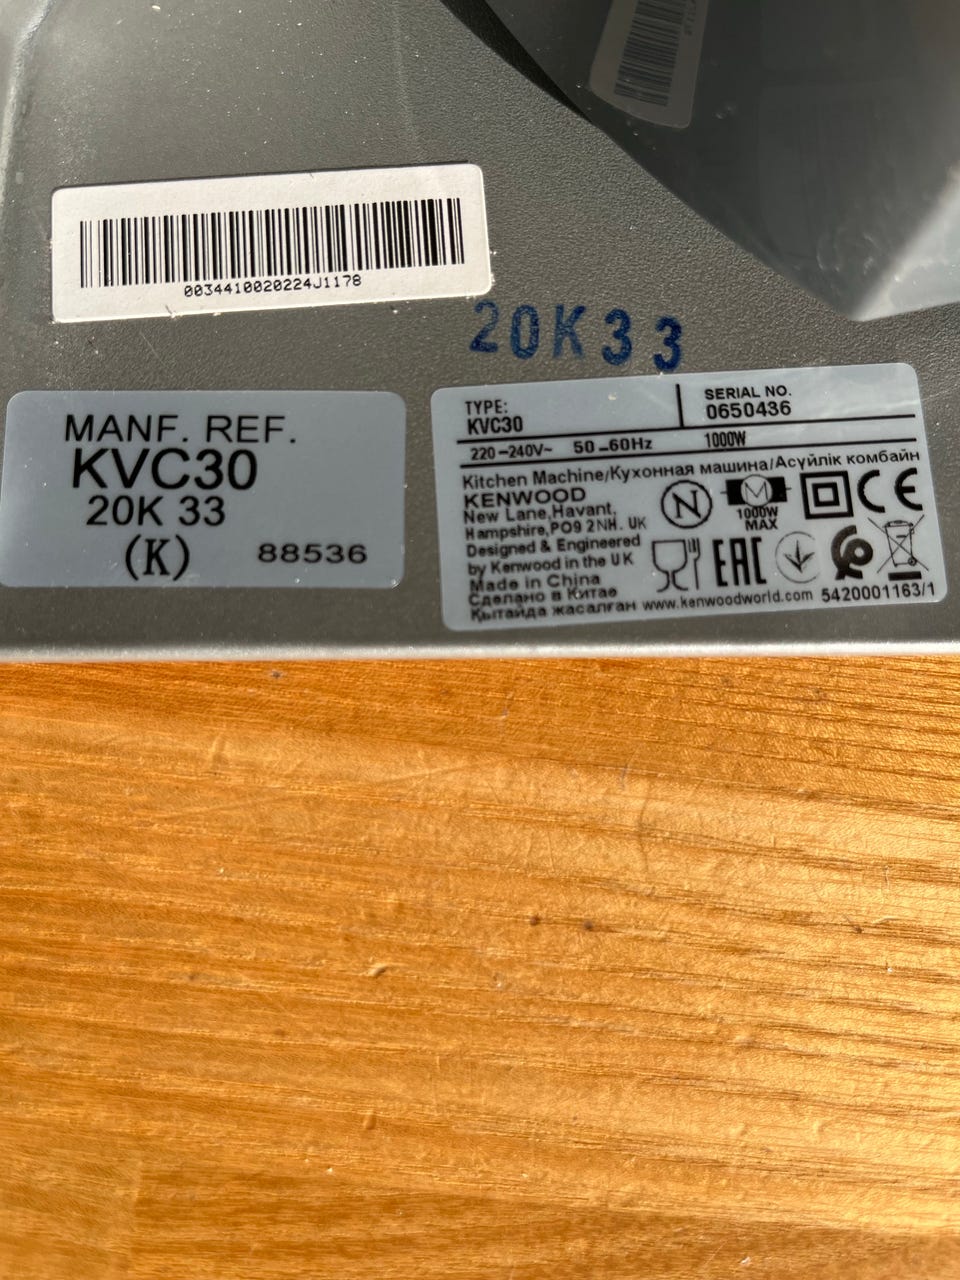 0034410020224J1178
20K33
MANF. REF.
KVC30
20K 33
(K) 88536
TYPE:
KVC30
SERIAL NO.
0650436
220-240V~ 50-60Hz 1000W
Kitchen Machine/Кухонная машина/Асүйлік комбайн
KENWOOD
New Lane,Havant,
Hampshire,PO9 2NH. UK
Designed & Engineered
by Kenwood in the UK
Made in China
Сделано в Китае
Қытайда жасалған www.kenwoodworld.com 5420001163/1
N
M
1000W
MAX
CE
EAC